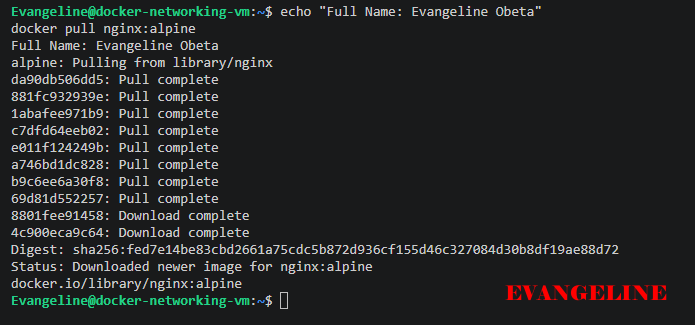 Evangeline@docker-networking-vm:~$ echo "Full Name: Evangeline Obeta"
docker pull nginx:alpine
Full Name: Evangeline Obeta
alpine: Pulling from library/nginx
da90db506dd5: Pull complete
881fc932939e: Pull complete
1abafee971b9: Pull complete
c7dfd64eeb02: Pull complete
e011f124249b: Pull complete
a746bd1dc828: Pull complete
b9c6ee6a30f8: Pull complete
69d81d552257: Pull complete
8801fee91458: Download complete
4c900eca9c64: Download complete
Digest: sha256:fed7e14be83cbd2661a75cdc5b872d936cf155d46c327084d30b8df19ae88d72
Status: Downloaded newer image for nginx:alpine
docker.io/library/nginx:alpine
Evangeline@docker-networking-vm:~$
EVANGELINE